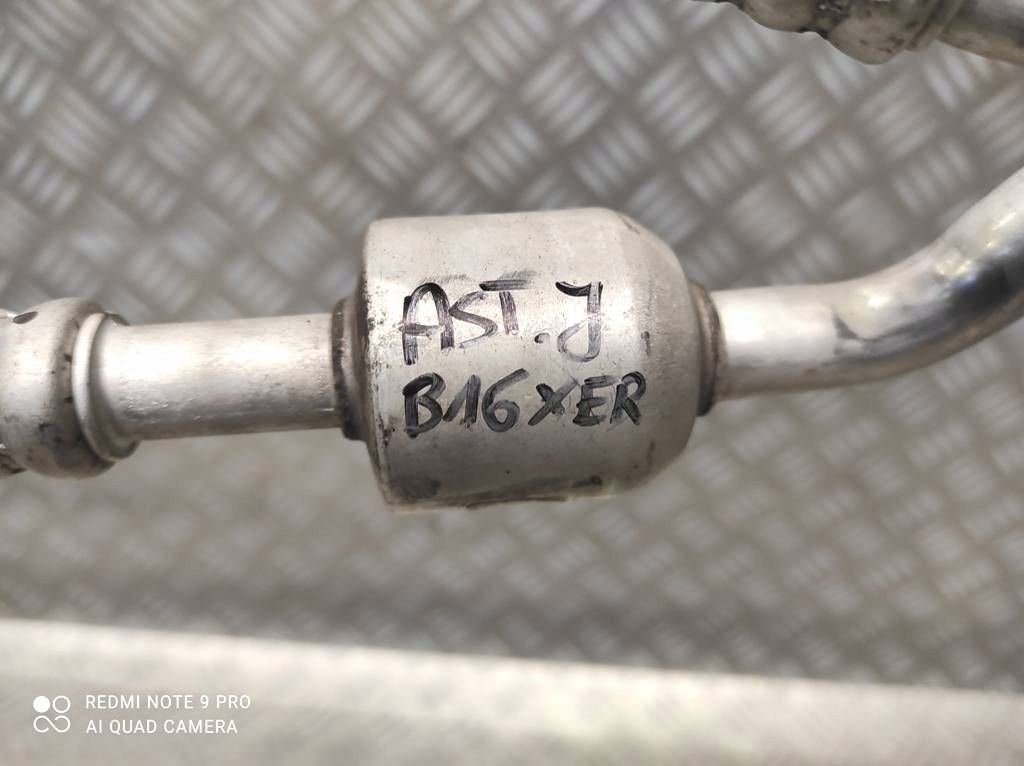 AST. J
B16XER
REDMI NOTE 9 PRO
AI QUAD CAMERA